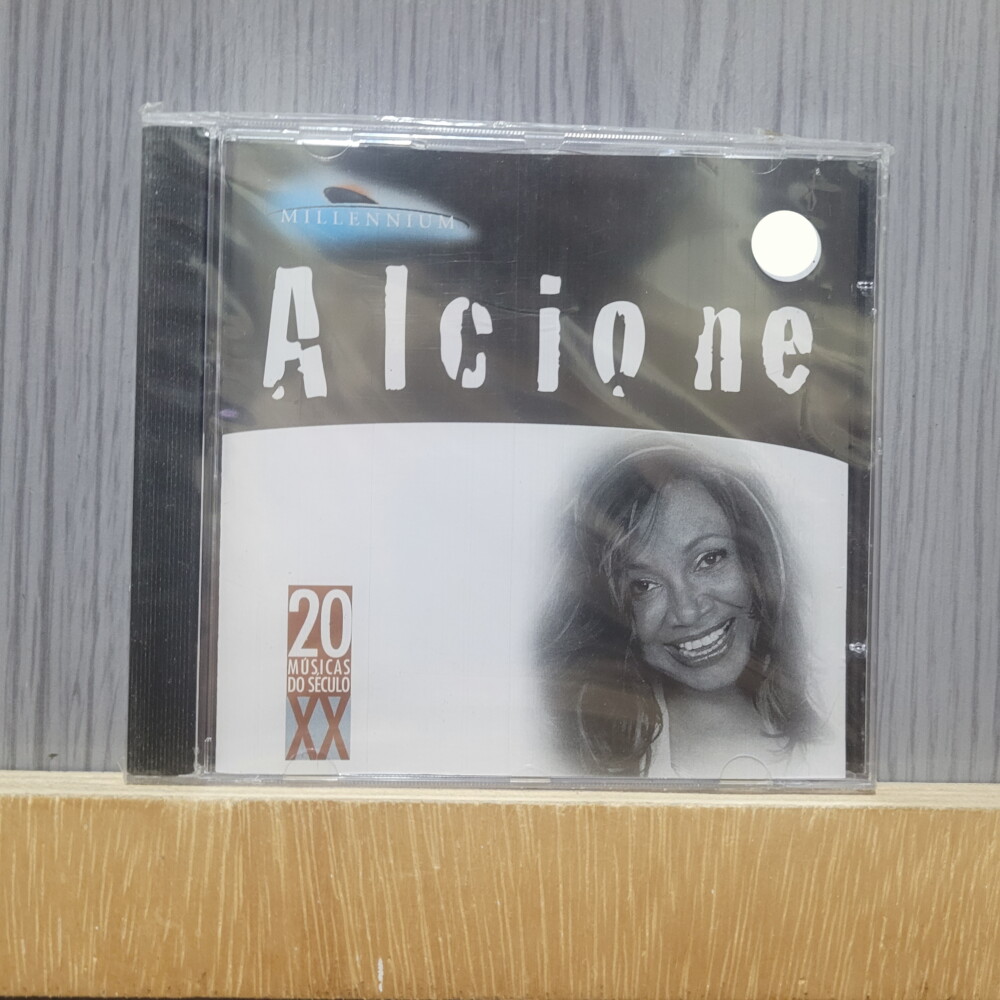 MILLENNIUM
Alcione
20
MÚSICAS
DO SÉCULO
XX